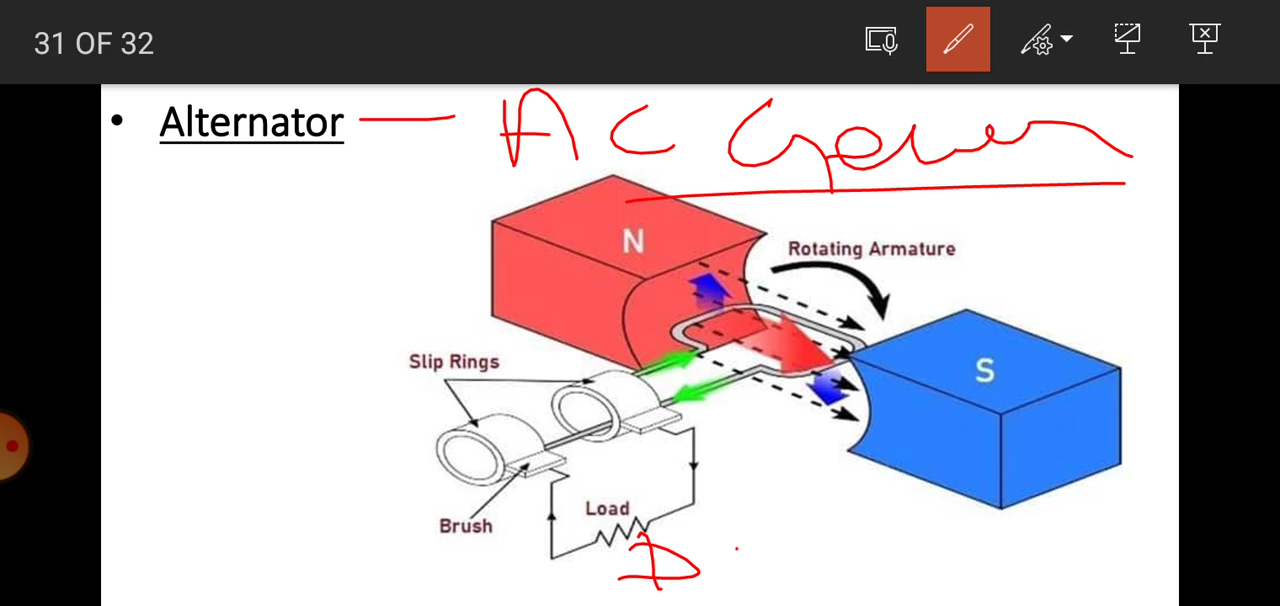 31 OF 32
• Alternator — AC
N
Rotating Armature
Slip Rings
S
Load
Brush
D